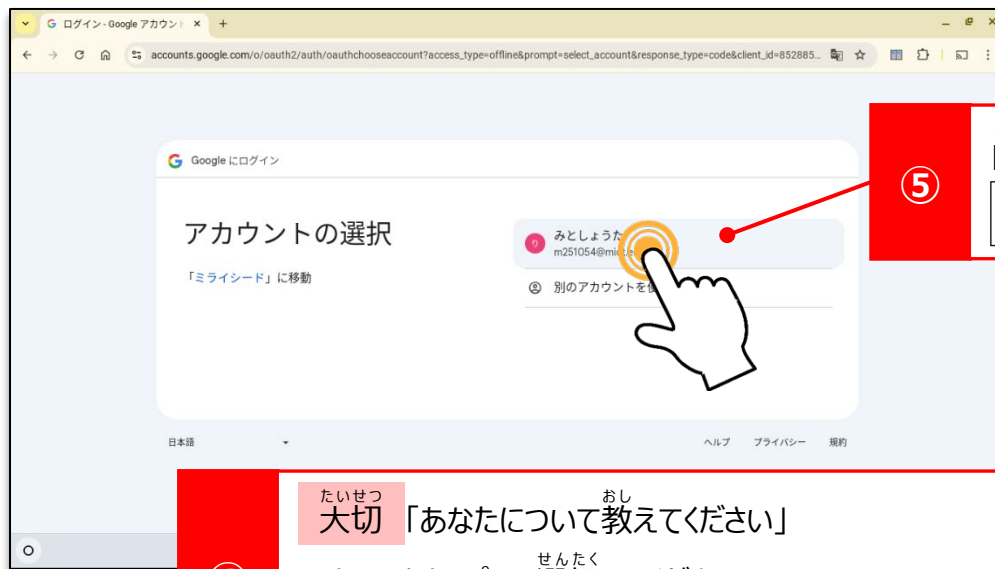 ログイン - Google アカウント
accounts.google.com/o/oauth2/auth/oauthchooseaccount?access_type=offline&prompt=select_account&response_type=code&client_id=852885...
Google にログイン
⑤
アカウントの選択
みとしょうた
m251054@mi
「ミライシード」に移動
別のアカウントを使
日本語
ヘルプ プライバシー 規約
たいせつ おし
大切 「あなたについて教えてください」
せんたく